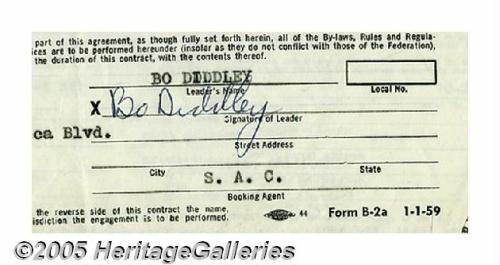 part of this agreement, as though fully set forth herein, all of the By-laws, Rules and Regula-
ices are to be performed hereunder (insofar as they do not conflict with those of the Federation),
the duration of this contract, with the contents thereof.
BO DIDDLEY
Leader's Name
Local No.
X Bo Diddley
Signature of Leader
ca Blvd.
Street Address
City State
S. A. C.
Booking Agent
the reverse side of this contract the name,
isdiction the engagement is to be performed.
44 Form B-2a 1-1-59
©2005 HeritageGalleries